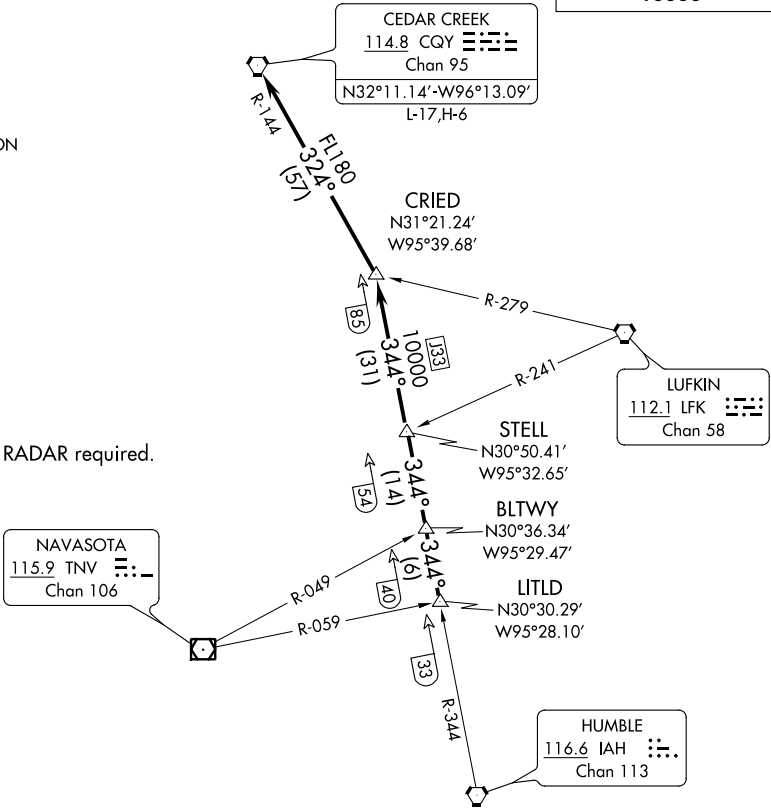 CEDAR CREEK
114.8 CQY
Chan 95
N32°11.14'-W96°13.09'
L-17,H-6
ON
R-144
FL180
324°
(57)
CRIED
N31°21.24'
W95°39.68'
R-279
85
J33
10000
344°
(31)
R-241
LUFKIN
112.1 LFK
Chan 58
STELL
N30°50.41'
W95°32.65'
RADAR required.
54
344°
(14)
BLTWY
N30°36.34'
W95°29.47'
NAVASOTA
115.9 TNV
Chan 106
R-049
40
344°
(6)
LITLD
N30°30.29'
W95°28.10'
R-059
33
R-344
HUMBLE
116.6 IAH
Chan 113